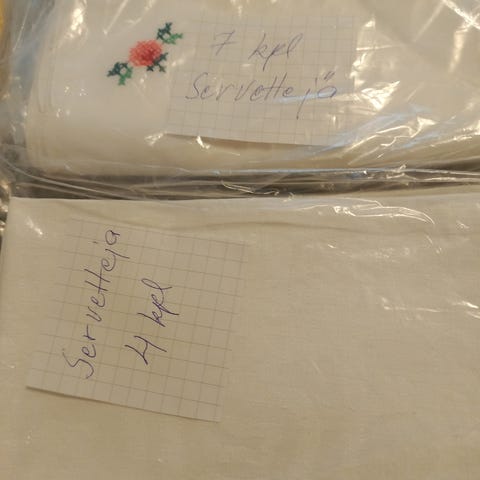 7 kpl
Servettejä
Servetteja
4 kpl